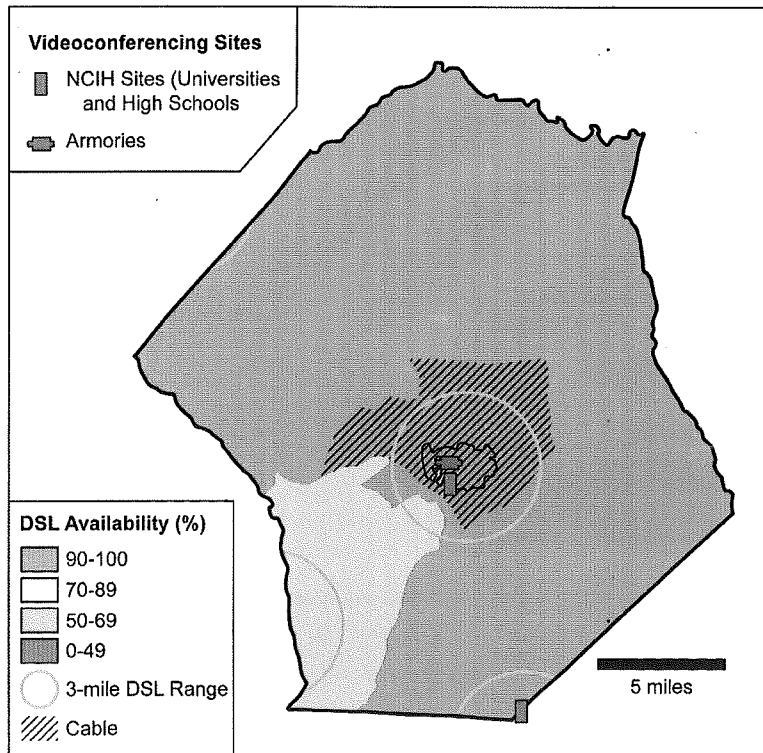 Videoconferencing Sites
NCIH Sites (Universities
and High Schools
Armories
DSL Availability (%)
90-100
70-89
50-69
0-49
3-mile DSL Range
Cable
5 miles